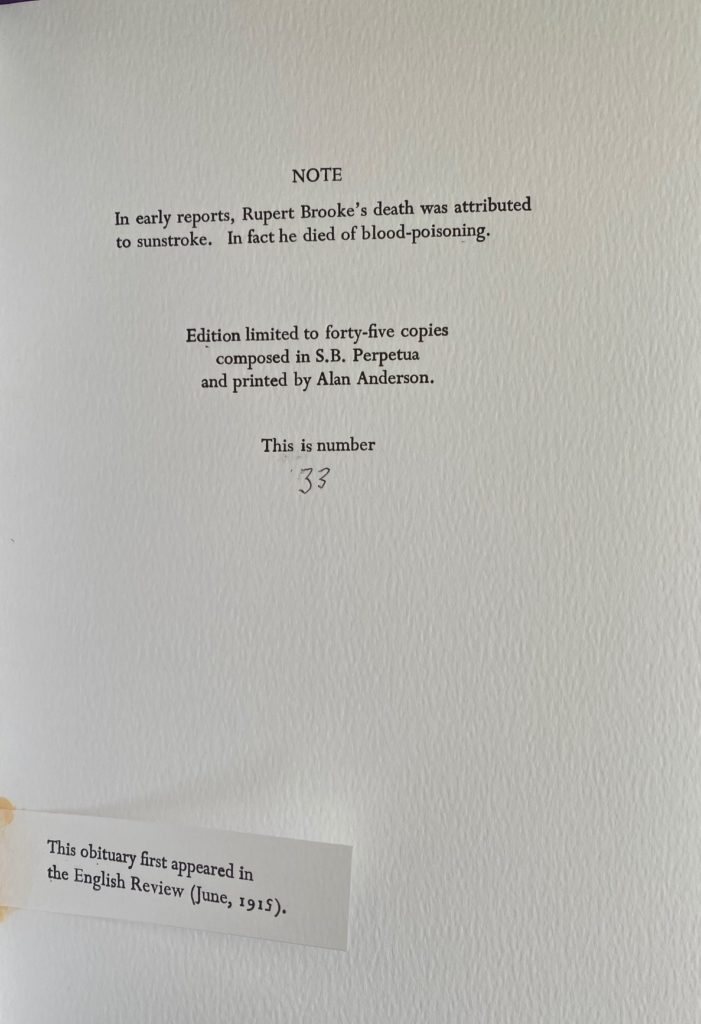 NOTE
In early reports, Rupert Brooke's death was attributed
to sunstroke. In fact he died of blood-poisoning.
Edition limited to forty-five copies
composed in S.B. Perpetua
and printed by Alan Anderson.
This is number
33
This obituary first appeared in
the English Review (June, 1915).